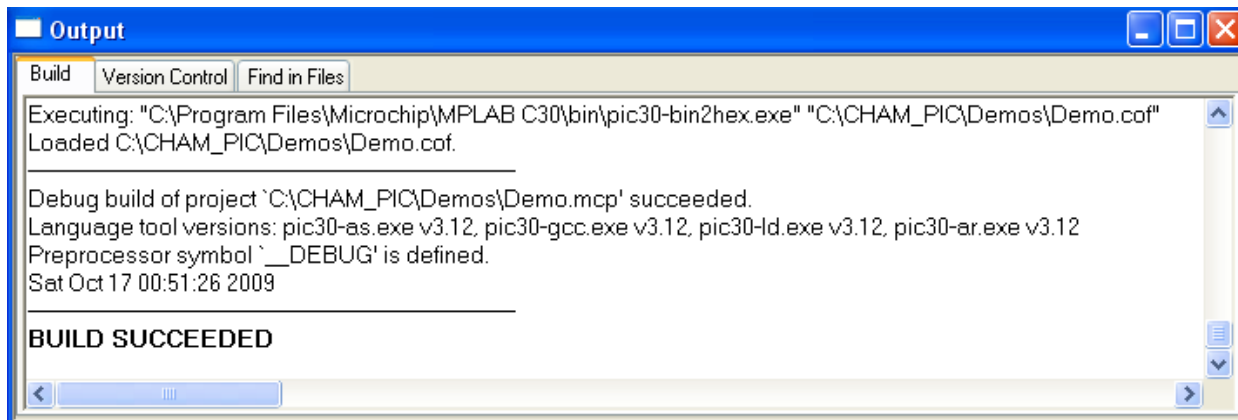 Output
Build Version Control Find in Files
Executing: "C:\Program Files\Microchip\MPLAB C30\bin\pic30-bin2hex.exe" "C:\CHAM_PIC\Demos\Demo.cof"
Loaded C:\CHAM_PIC\Demos\Demo.cof.
Debug build of project `C:\CHAM_PIC\Demos\Demo.mcp' succeeded.
Language tool versions: pic30-as.exe v3.12, pic30-gcc.exe v3.12, pic30-ld.exe v3.12, pic30-ar.exe v3.12
Preprocessor symbol `__DEBUG' is defined.
Sat Oct 17 00:51:26 2009
BUILD SUCCEEDED